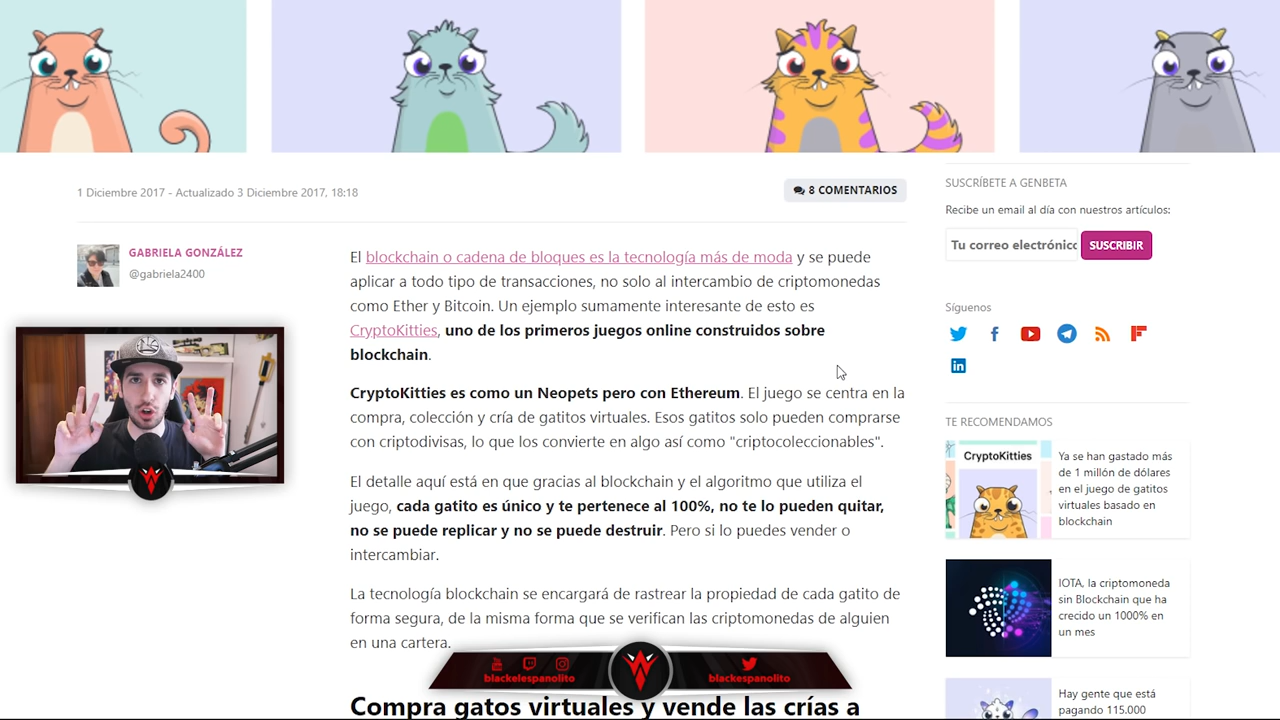 1 Diciembre 2017 - Actualizado 3 Diciembre 2017, 18:18
8 COMENTARIOS
GABRIELA GONZÁLEZ
@gabriela2400
El blockchain o cadena de bloques es la tecnología más de moda y se puede
aplicar a todo tipo de transacciones, no solo al intercambio de criptomonedas
como Ether y Bitcoin. Un ejemplo sumamente interesante de esto es
CryptoKitties, uno de los primeros juegos online construidos sobre
blockchain.
CryptoKitties es como un Neopets pero con Ethereum. El juego se centra en la
compra, colección y cría de gatitos virtuales. Esos gatitos solo pueden comprarse
con criptodivisas, lo que los convierte en algo así como "criptocoleccionables".
El detalle aquí está en que gracias al blockchain y el algoritmo que utiliza el
juego, cada gatito es único y te pertenece al 100%, no te lo pueden quitar,
no se puede replicar y no se puede destruir. Pero si lo puedes vender o
intercambiar.
La tecnología blockchain se encargará de rastrear la propiedad de cada gatito de
forma segura, de la misma forma que se verifican las criptomonedas de alguien
en una cartera.
Compra gatos virtuales y vende las crías a
SUSCRÍBETE A GENBETA
Recibe un email al día con nuestros artículos:
Tu correo electrónico
SUSCRIBIR
Síguenos
TE RECOMENDAMOS
CryptoKitties
Ya se han gastado más
de 1 millón de dólares
en el juego de gatitos
virtuales basado en
blockchain
IOTA, la criptomoneda
sin Blockchain que ha
crecido un 1000% en
un mes
Hay gente que está
pagando 115.000
blackelespanolito
blackespanolito